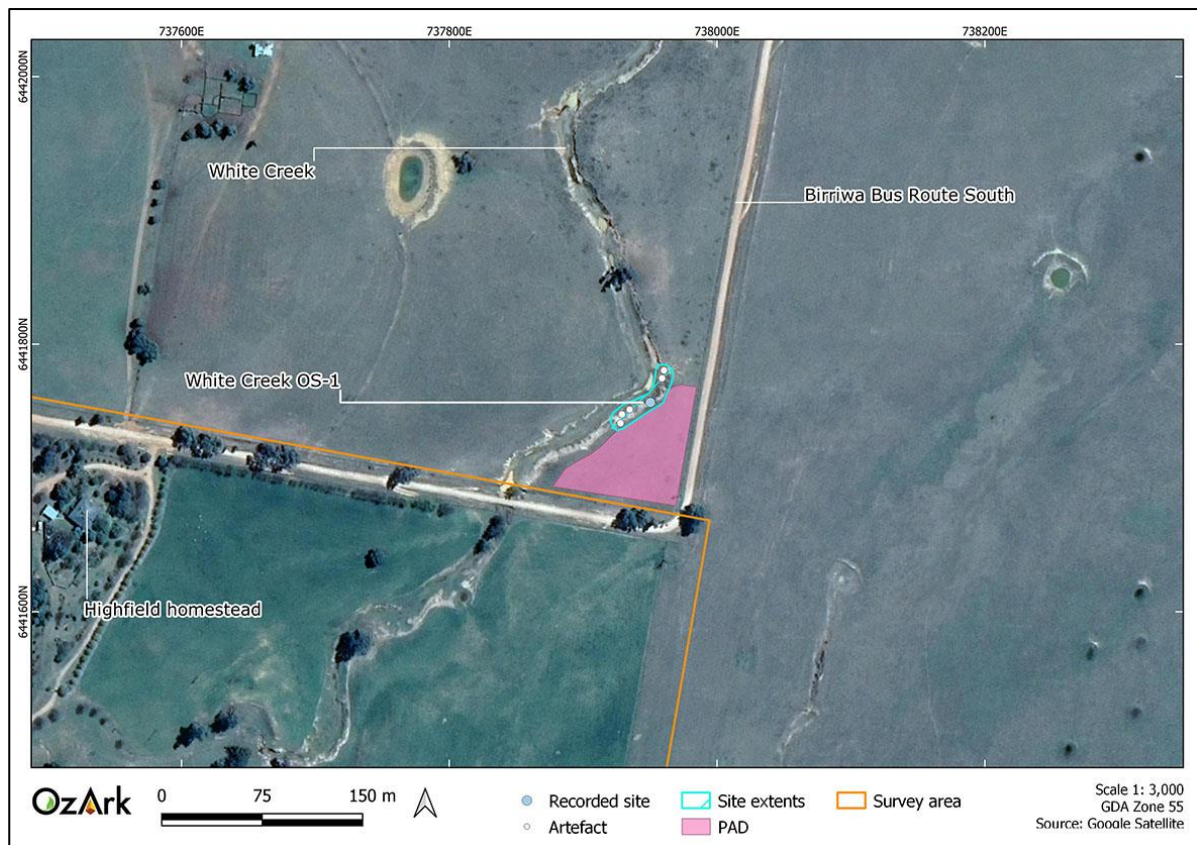 737600E
737800E
738000E
738200E
6442000N
White Creek
Birriwa Bus Route South
6441800N
White Creek OS-1
6441600N
Highfield homestead
OzArk
0 75 150 m
Recorded site
Artefact
Site extents
PAD
Survey area
Scale 1: 3,000
GDA Zone 55
Source: Google Satellite